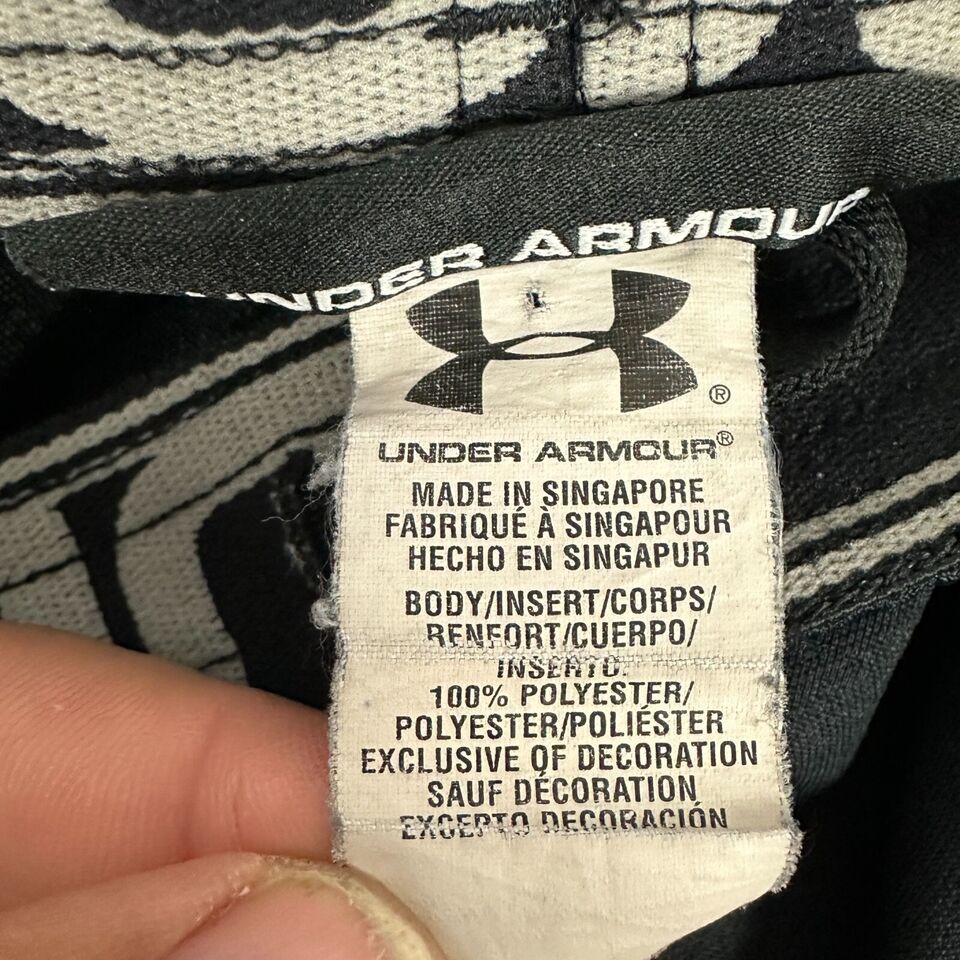 UNDER ARMOUR
®
UNDER ARMOUR®
MADE IN SINGAPORE
FABRIQUÉ À SINGAPOUR
HECHO EN SINGAPUR
BODY/INSERT/CORPS/
RENFORT/CUERPO/
INSERTO:
100% POLYESTER/
POLYESTER/POLIÉSTER
EXCLUSIVE OF DECORATION
SAUF DÉCORATION
EXCEPTO DECORACIÓN